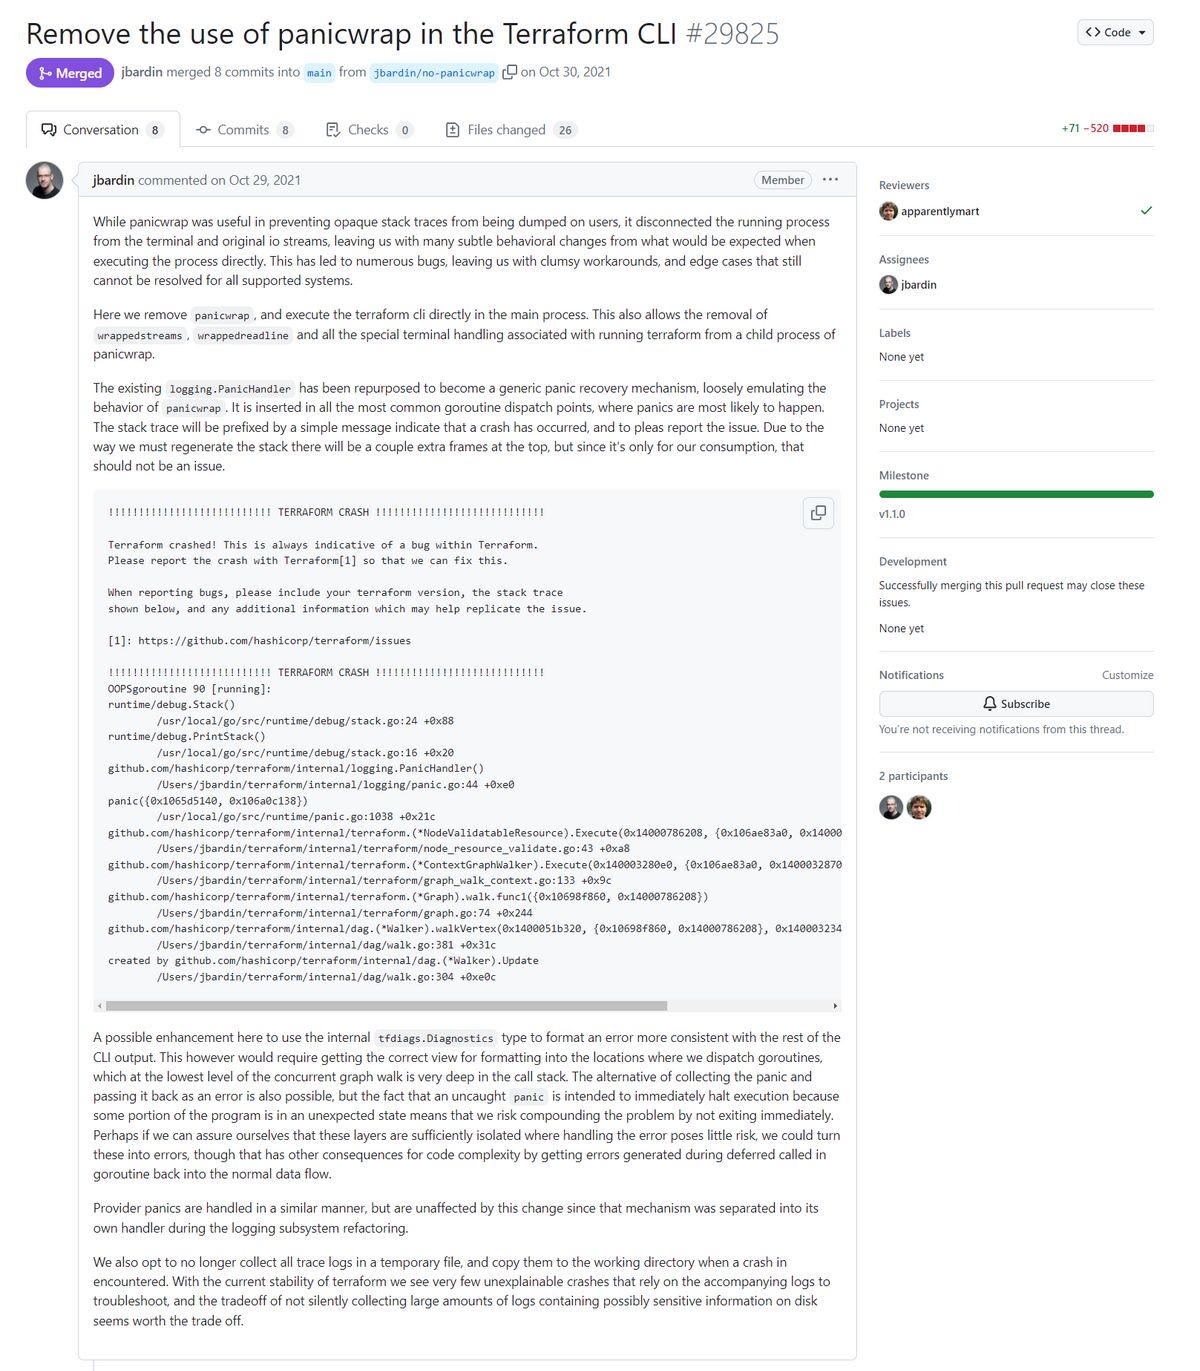 Remove the use of panicwrap in the Terraform CLI #29825
<> Code
Merged jbardin merged 8 commits into main from jbardin/no-panicwrap on Oct 30, 2021
Conversation 8 Commits 8 Checks 0 Files changed 26 +71 −520
jbardin commented on Oct 29, 2021 Member ···
While panicwrap was useful in preventing opaque stack traces from being dumped on users, it disconnected the running process
from the terminal and original io streams, leaving us with many subtle behavioral changes from what would be expected when
executing the process directly. This has led to numerous bugs, leaving us with clumsy workarounds, and edge cases that still
cannot be resolved for all supported systems.
Here we remove panicwrap, and execute the terraform cli directly in the main process. This also allows the removal of
wrappedstreams, wrappedreadline and all the special terminal handling associated with running terraform from a child process of
panicwrap.
The existing logging.PanicHandler has been repurposed to become a generic panic recovery mechanism, loosely emulating the
behavior of panicwrap. It is inserted in all the most common goroutine dispatch points, where panics are most likely to happen.
The stack trace will be prefixed by a simple message indicate that a crash has occurred, and to pleas report the issue. Due to the
way we must regenerate the stack there will be a couple extra frames at the top, but since it's only for our consumption, that
should not be an issue.
!!!!!!!!!!!!!!!!!!!!!!!!!!! TERRAFORM CRASH !!!!!!!!!!!!!!!!!!!!!!!!!!!!
Terraform crashed! This is always indicative of a bug within Terraform.
Please report the crash with Terraform[1] so that we can fix this.
When reporting bugs, please include your terraform version, the stack trace
shown below, and any additional information which may help replicate the issue.
[1]: https://github.com/hashicorp/terraform/issues
!!!!!!!!!!!!!!!!!!!!!!!!!!! TERRAFORM CRASH !!!!!!!!!!!!!!!!!!!!!!!!!!!!
OOPSgoroutine 90 [running]:
runtime/debug.Stack()
/usr/local/go/src/runtime/debug/stack.go:24 +0x88
runtime/debug.PrintStack()
/usr/local/go/src/runtime/debug/stack.go:16 +0x20
github.com/hashicorp/terraform/internal/logging.PanicHandler()
/Users/jbardin/terraform/internal/logging/panic.go:44 +0xe0
panic({0x1065d5140, 0x106a0c138})
/usr/local/go/src/runtime/panic.go:1038 +0x21c
github.com/hashicorp/terraform/internal/terraform.(*NodeValidatableResource).Execute(0x14000786208, {0x106ae83a0, 0x14000
/Users/jbardin/terraform/internal/terraform/node_resource_validate.go:43 +0xa8
github.com/hashicorp/terraform/internal/terraform.(*ContextGraphWalker).Execute(0x140003280e0, {0x106ae83a0, 0x1400032870
/Users/jbardin/terraform/internal/terraform/graph_walk_context.go:133 +0x9c
github.com/hashicorp/terraform/internal/terraform.(*Graph).walk.func1({0x10698f860, 0x14000786208})
/Users/jbardin/terraform/internal/terraform/graph.go:74 +0x244
github.com/hashicorp/terraform/internal/dag.(*Walker).walkVertex(0x1400051b320, {0x10698f860, 0x14000786208}, 0x140003234
/Users/jbardin/terraform/internal/dag/walk.go:381 +0x31c
created by github.com/hashicorp/terraform/internal/dag.(*Walker).Update
/Users/jbardin/terraform/internal/dag/walk.go:304 +0xe0c
A possible enhancement here to use the internal tfdiags.Diagnostics type to format an error more consistent with the rest of the
CLI output. This however would require getting the correct view for formatting into the locations where we dispatch goroutines,
which at the lowest level of the concurrent graph walk is very deep in the call stack. The alternative of collecting the panic and
passing it back as an error is also possible, but the fact that an uncaught panic is intended to immediately halt execution because
some portion of the program is in an unexpected state means that we risk compounding the problem by not exiting immediately.
Perhaps if we can assure ourselves that these layers are sufficiently isolated where handling the error poses little risk, we could turn
these into errors, though that has other consequences for code complexity by getting errors generated during deferred called in
goroutine back into the normal data flow.
Provider panics are handled in a similar manner, but are unaffected by this change since that mechanism was separated into its
own handler during the logging subsystem refactoring.
We also opt to no longer collect all trace logs in a temporary file, and copy them to the working directory when a crash in
encountered. With the current stability of terraform we see very few unexplainable crashes that rely on the accompanying logs to
troubleshoot, and the tradeoff of not silently collecting large amounts of logs containing possibly sensitive information on disk
seems worth the trade off.
Reviewers
apparentlymart
Assignees
jbardin
Labels
None yet
Projects
None yet
Milestone
v1.1.0
Development
Successfully merging this pull request may close these
issues.
None yet
Notifications Customize
Subscribe
You're not receiving notifications from this thread.
2 participants